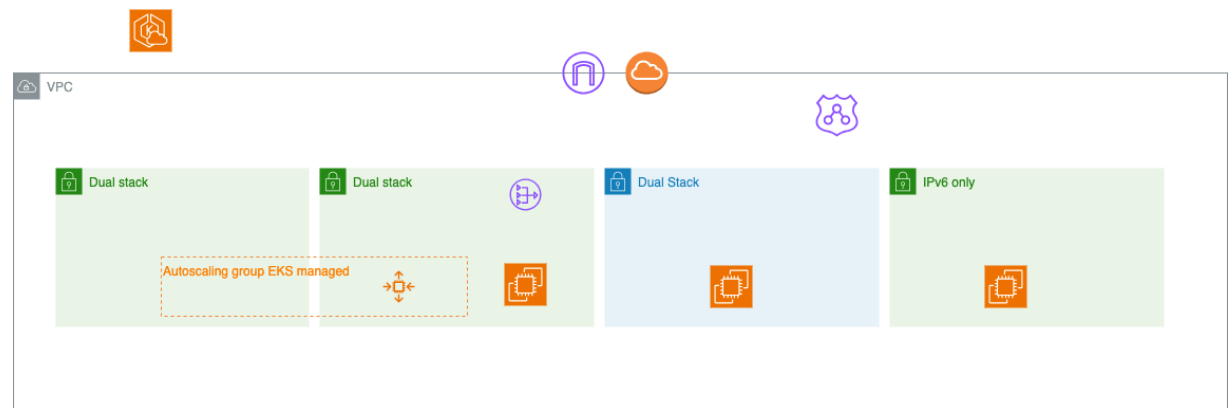 VPC
Dual stack
Dual stack
Dual Stack
IPv6 only
Autoscaling group EKS managed